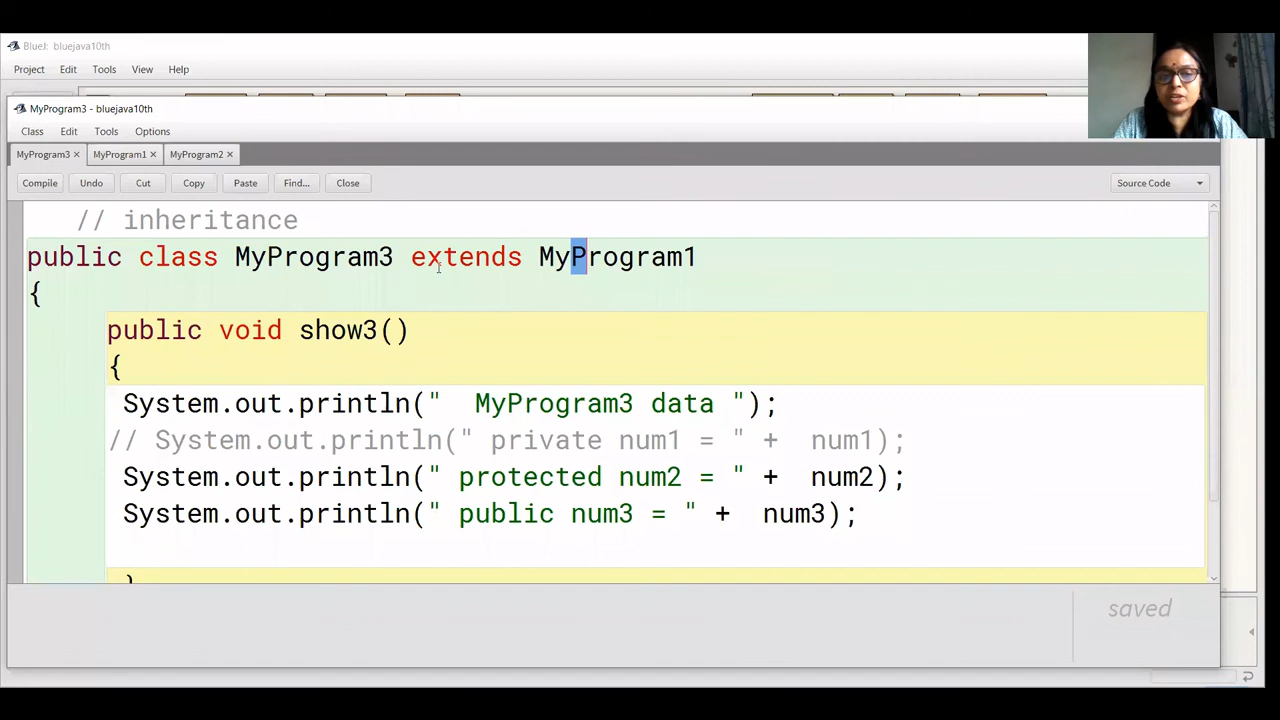 BlueJ: bluejava10th
Project Edit Tools View Help
MyProgram3 - bluejava10th
Class Edit Tools Options
MyProgram3 × MyProgram1 × MyProgram2 ×
Compile Undo Cut Copy Paste Find... Close Source Code
// inheritance
public class MyProgram3 extends MyProgram1
{
public void show3()
{
System.out.println("  MyProgram3 data ");
// System.out.println(" private num1 = " +  num1);
System.out.println(" protected num2 = " +  num2);
System.out.println(" public num3 = " +  num3);
}
saved